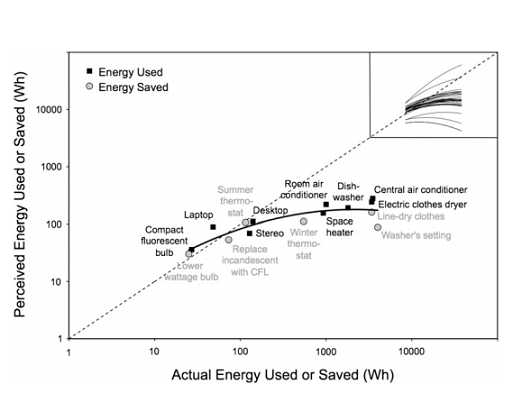 Perceived Energy Used or Saved (Wh)
Energy Used
Energy Saved
10000
1000
100
10
1
Summer
thermo-
stat
Room air
conditioner
Dish-
washer
Central air conditioner
Electric clothes dryer
Line-dry clothes
Washer's setting
Laptop
Desktop
Stereo
Space
heater
Winter
thermo-
stat
Compact
fluorescent
bulb
Lower
wattage bulb
Replace
incandescent
with CFL
1
10
100
1000
10000
Actual Energy Used or Saved (Wh)